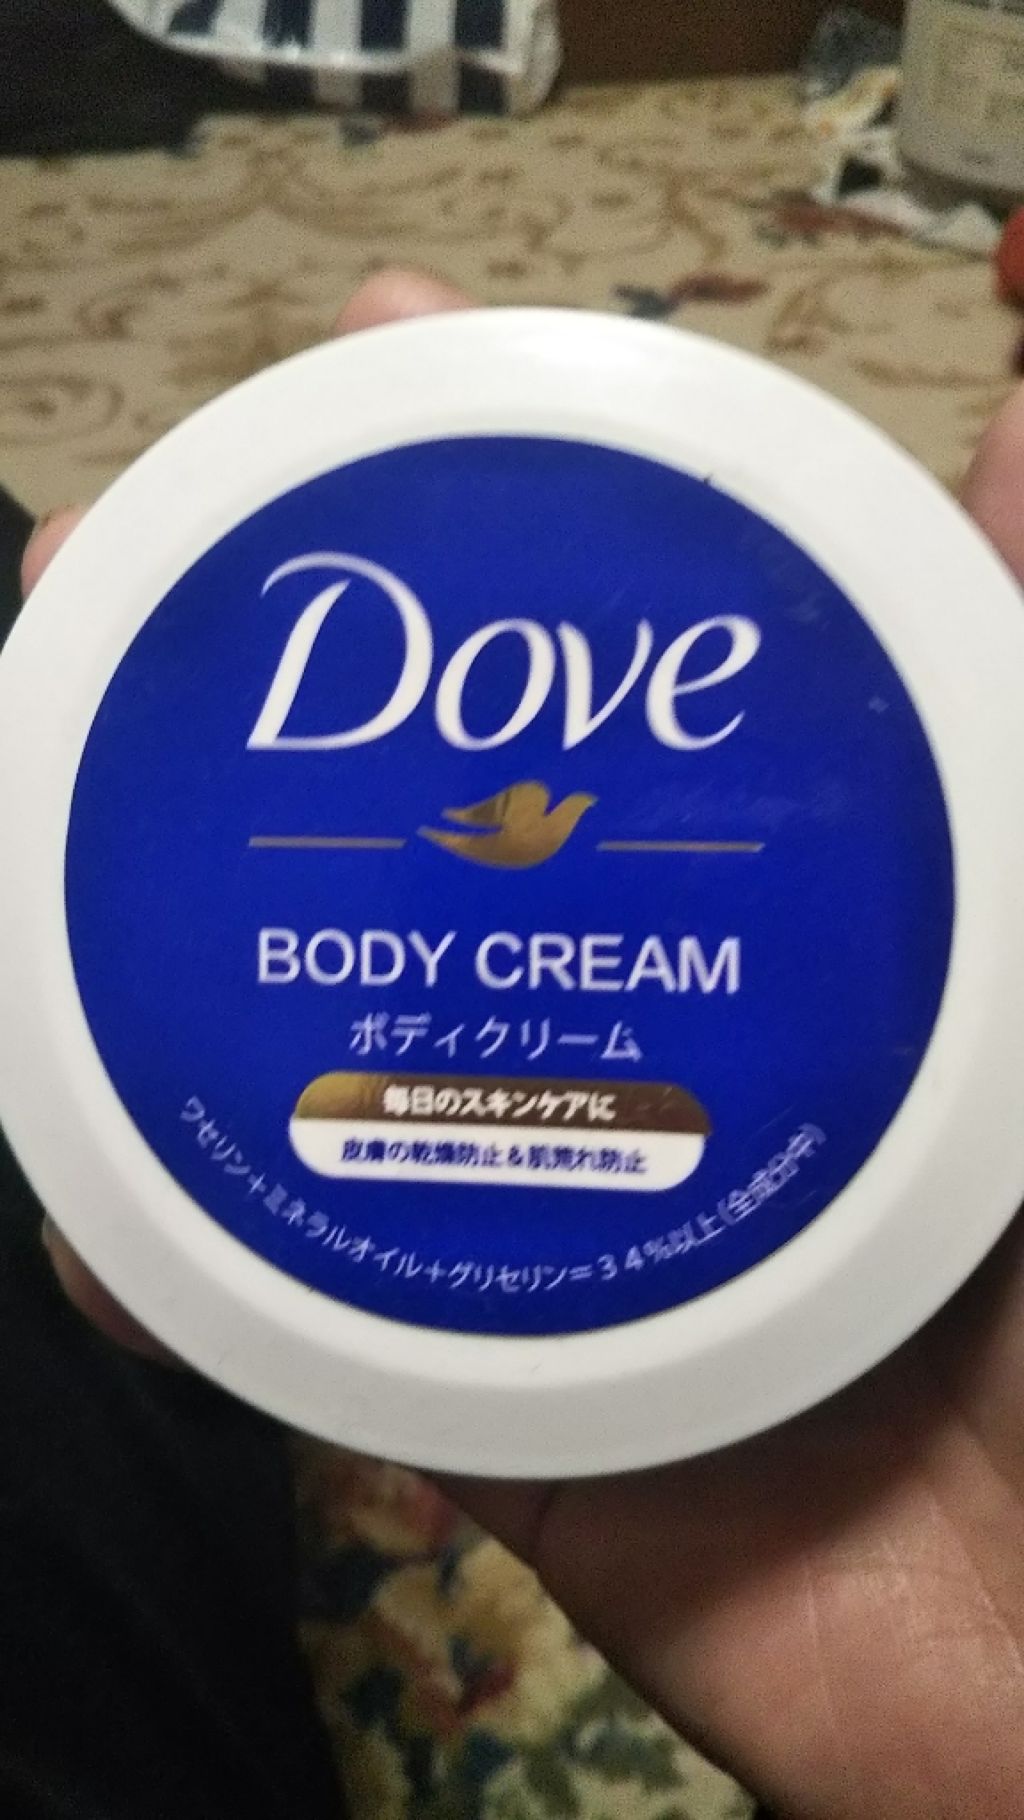 Dove
BODY CREAM
ボディクリーム
毎日のスキンケアに
皮膚の乾燥防止&肌荒れ防止
ワセリン+ミネラルオイル+グリセリン=34%以上(全成分中)